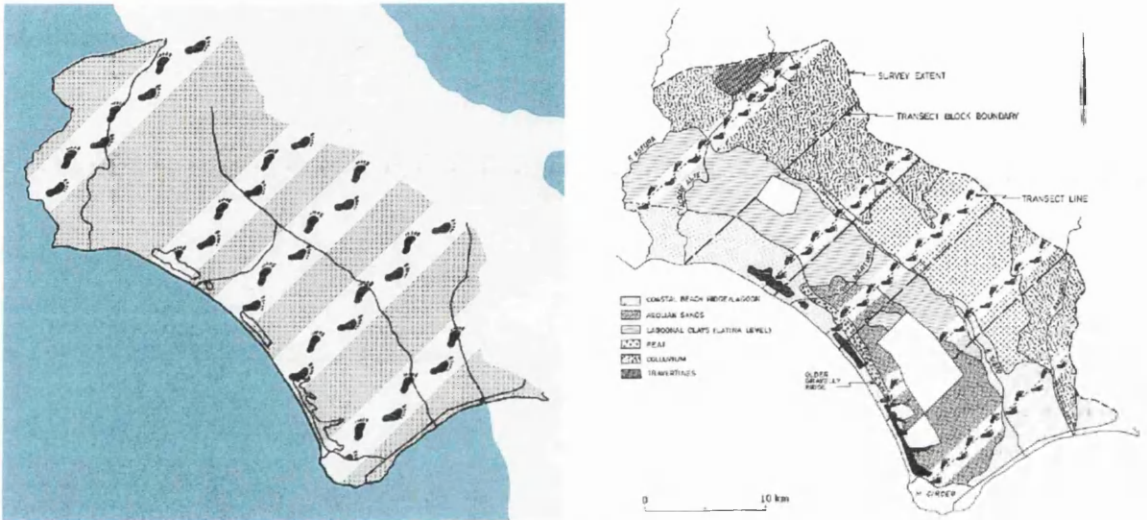 SURVEY EXTENT
TRANSECT BLOCK BOUNDARY
TRANSECT LINE
COASTAL BEACH RIDGE/LAGOON
AEOLIAN SANDS
LAGOONAL CLAYS (LATINA LEVEL)
PEAT
COLLUVIUM
TRAVERTINES
OLDER
GRAVELLY
RIDGE
M. CIRCEO
0 10 km